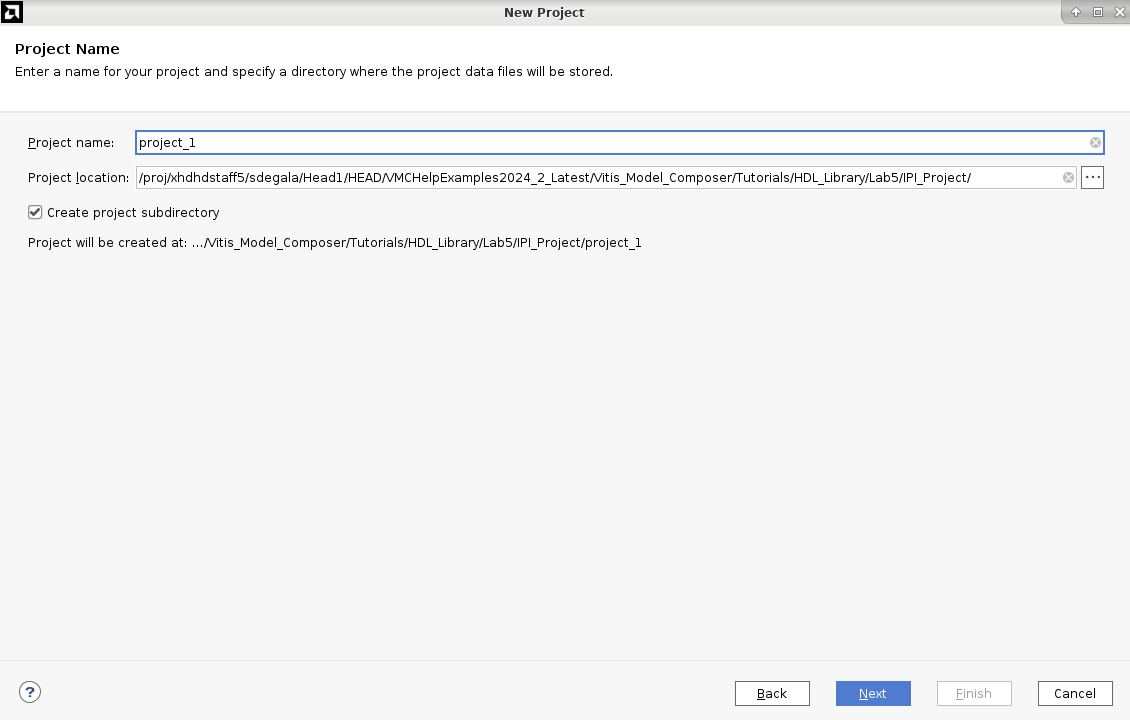 New Project
Project Name
Enter a name for your project and specify a directory where the project data files will be stored.
Project name: project_1
Project location: /proj/xhdhdstaff5/sdegala/Head1/HEAD/VMCHelpExamples2024_2_Latest/Vitis_Model_Composer/Tutorials/HDL_Library/Lab5/IPI_Project/ ...
Create project subdirectory
Project will be created at: .../Vitis_Model_Composer/Tutorials/HDL_Library/Lab5/IPI_Project/project_1
? Back Next Finish Cancel